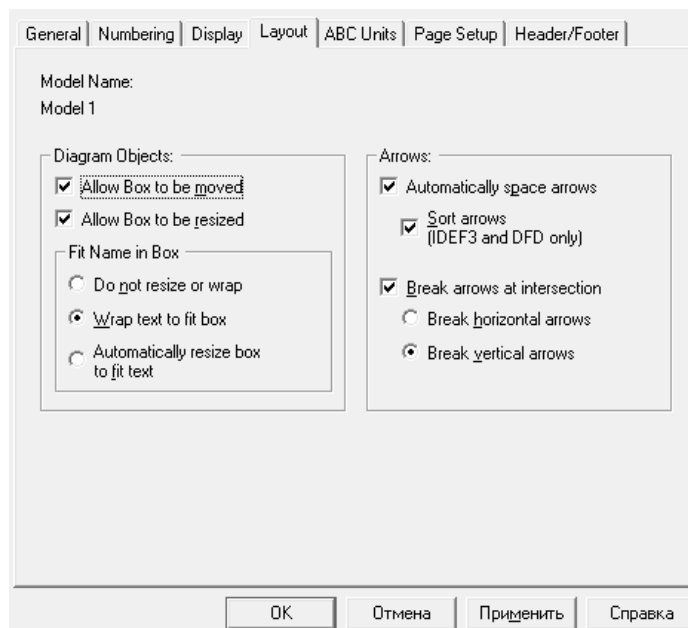 General Numbering Display Layout ABC Units Page Setup Header/Footer
Model Name:
Model 1
Diagram Objects:
Allow Box to be moved
Allow Box to be resized
Fit Name in Box
Do not resize or wrap
Wrap text to fit box
Automatically resize box
to fit text
Arrows:
Automatically space arrows
Sort arrows
(IDEF3 and DFD only)
Break arrows at intersection
Break horizontal arrows
Break vertical arrows
OK Отмена Применить Справка